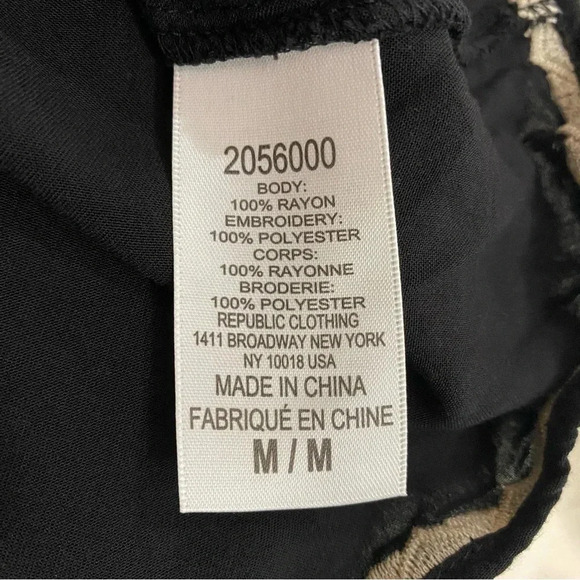 2056000
BODY:
100% RAYON
EMBROIDERY:
100% POLYESTER
CORPS:
100% RAYONNE
BRODERIE:
100% POLYESTER
REPUBLIC CLOTHING
1411 BROADWAY NEW YORK
NY 10018 USA
MADE IN CHINA
FABRIQUÉ EN CHINE
M / M